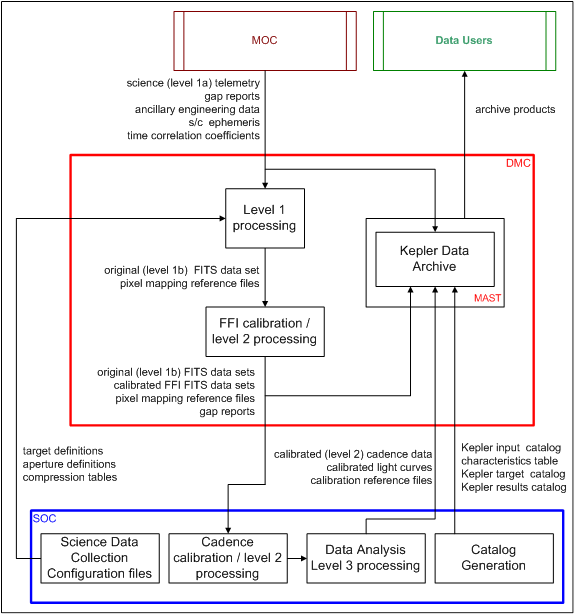 MOC
Data Users
science (level 1a) telemetry
gap reports
ancillary engineering data
s/c ephemeris
time correlation coefficients
archive products
DMC
Level 1
processing
Kepler Data
Archive
MAST
original (level 1b) FITS data set
pixel mapping reference files
FFI calibration /
level 2 processing
original (level 1b) FITS data sets
calibrated FFI FITS data sets
pixel mapping reference files
gap reports
target definitions
aperture definitions
compression tables
calibrated (level 2) cadence data
calibrated light curves
calibration reference files
Kepler input catalog
characteristics table
Kepler target catalog
Kepler results catalog
SOC
Science Data
Collection
Configuration files
Cadence
calibration / level 2
processing
Data Analysis
Level 3 processing
Catalog
Generation